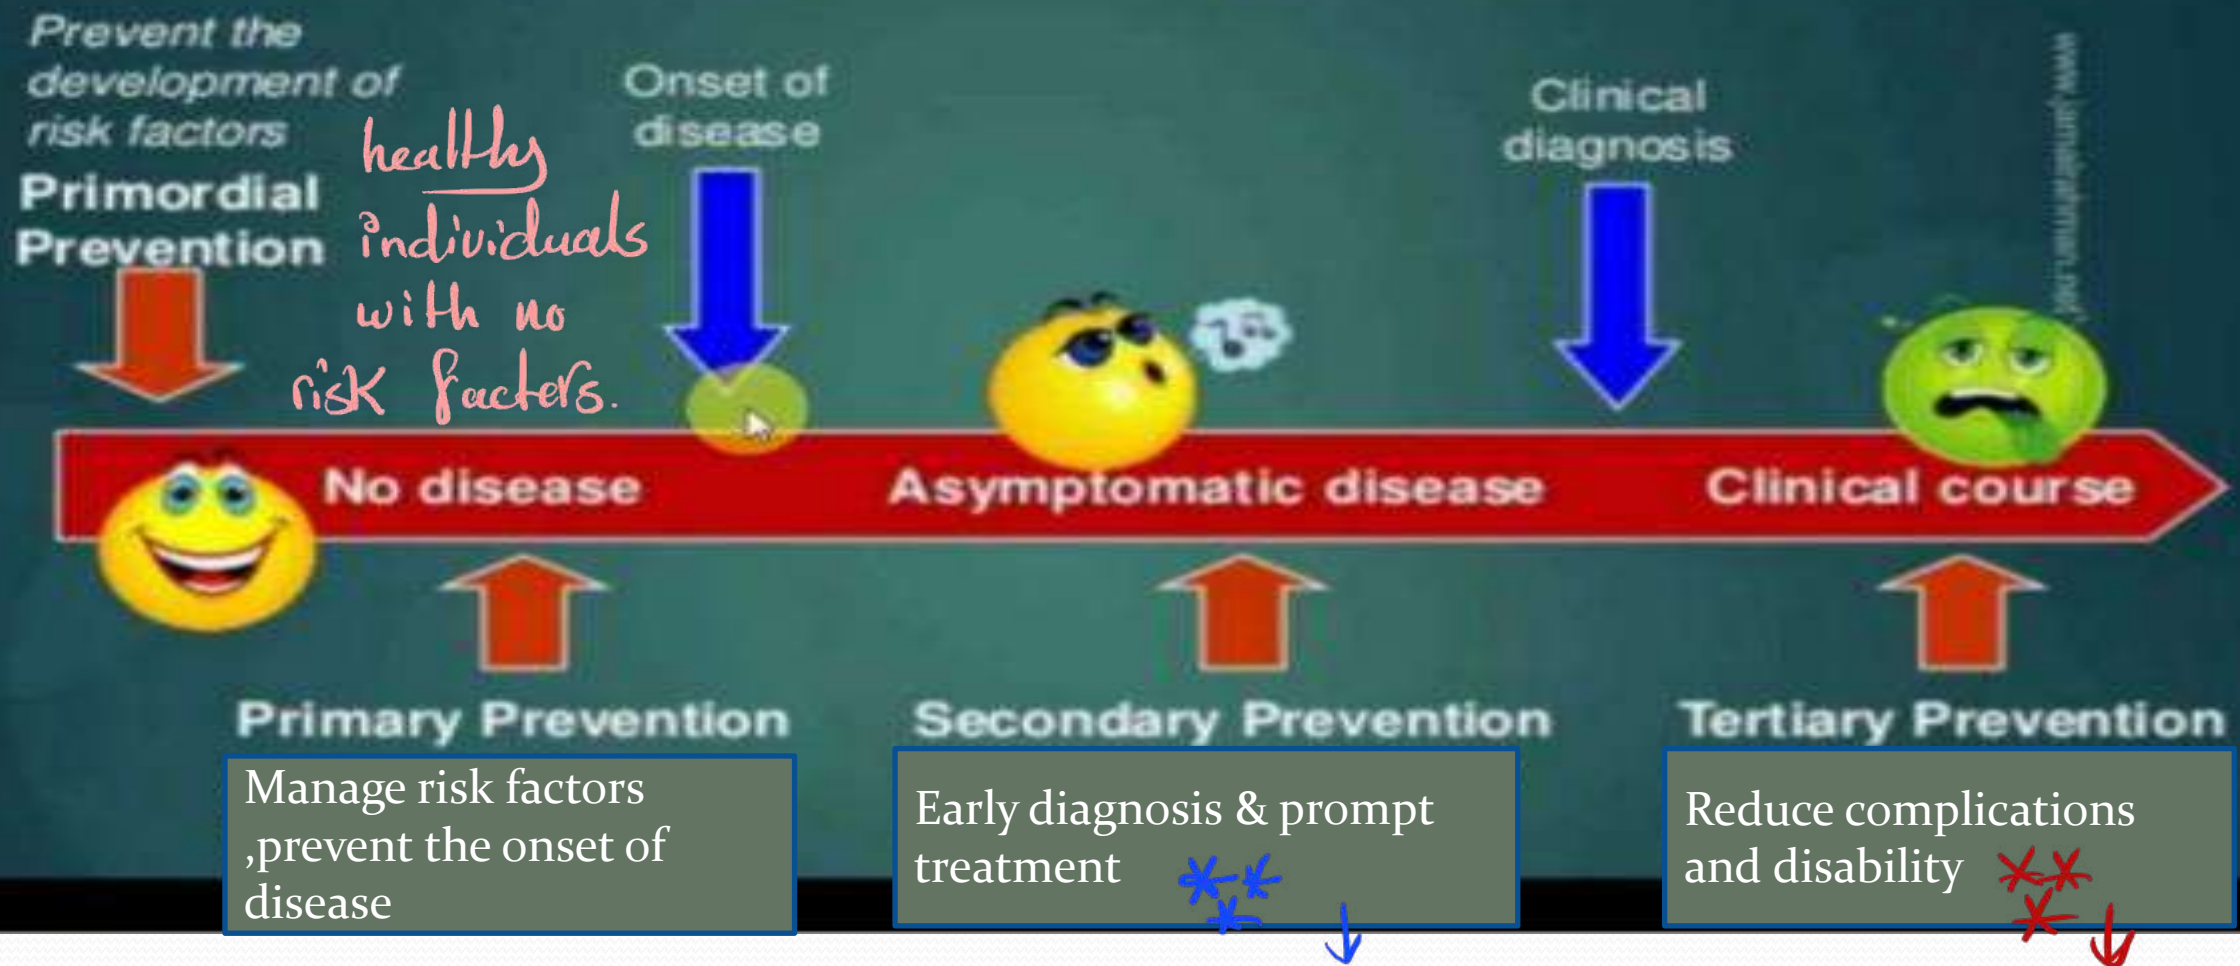 Prevent the
development of
risk factors
Primordial
Prevention
healthy
individuals
with no
risk factors.
Onset of
disease
Clinical
diagnosis
No disease
Asymptomatic disease
Clinical course
Primary Prevention
Manage risk factors
,prevent the onset of
disease
Secondary Prevention
Early diagnosis & prompt
treatment
Tertiary Prevention
Reduce complications
and disability